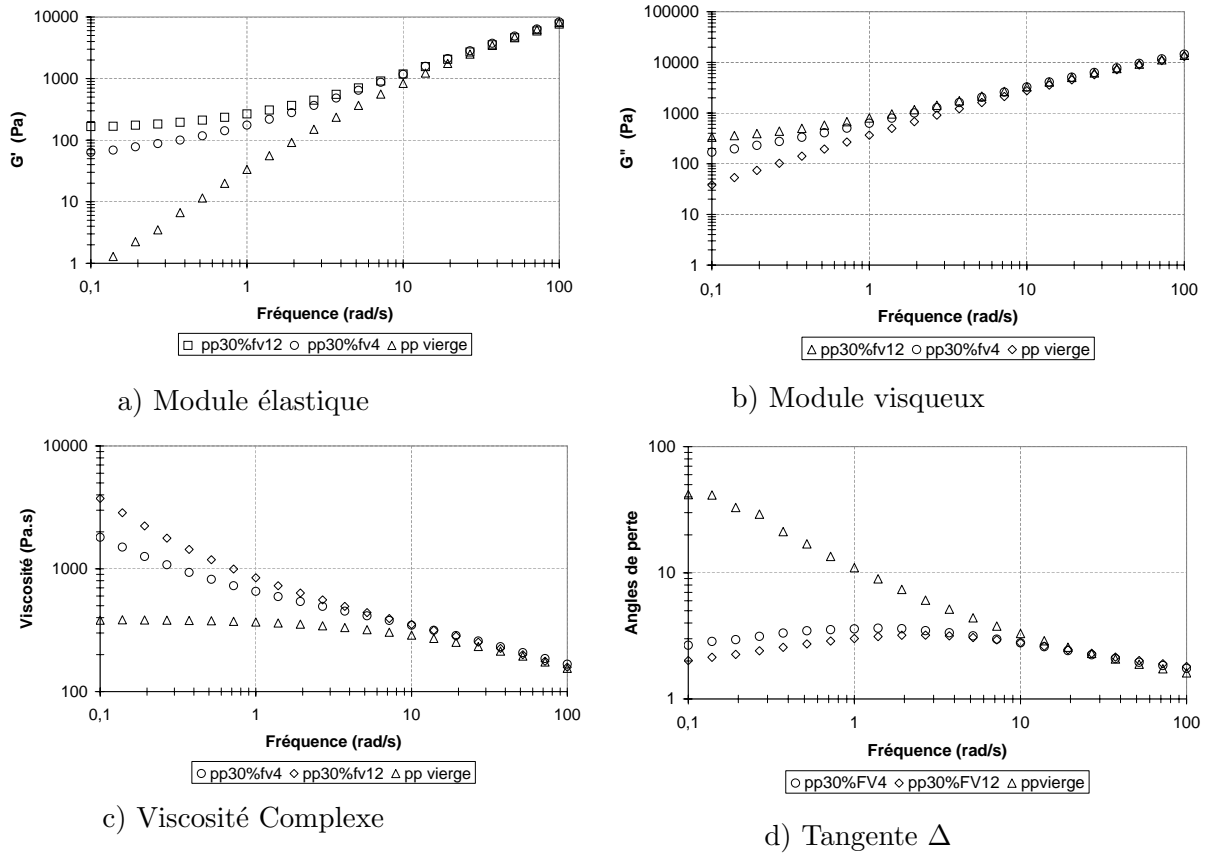 10000
1000
100
10
1
G' (Pa)
0,1 1 10 100
Fréquence (rad/s)
pp30%fv12 pp30%fv4 pp vierge
a) Module élastique
100000
10000
1000
100
10
1
G" (Pa)
0,1 1 10 100
Fréquence (rad/s)
pp30%fv12 pp30%fv4 pp vierge
b) Module visqueux
10000
1000
100
Viscosité (Pa.s)
0,1 1 10 100
Fréquence (rad/s)
pp30%fv4 pp30%fv12 pp vierge
c) Viscosité Complexe
100
10
1
Angles de perte
0,1 1 10 100
Fréquence (rad/s)
pp30%FV4 pp30%FV12 ppvierge
d) Tangente Δ